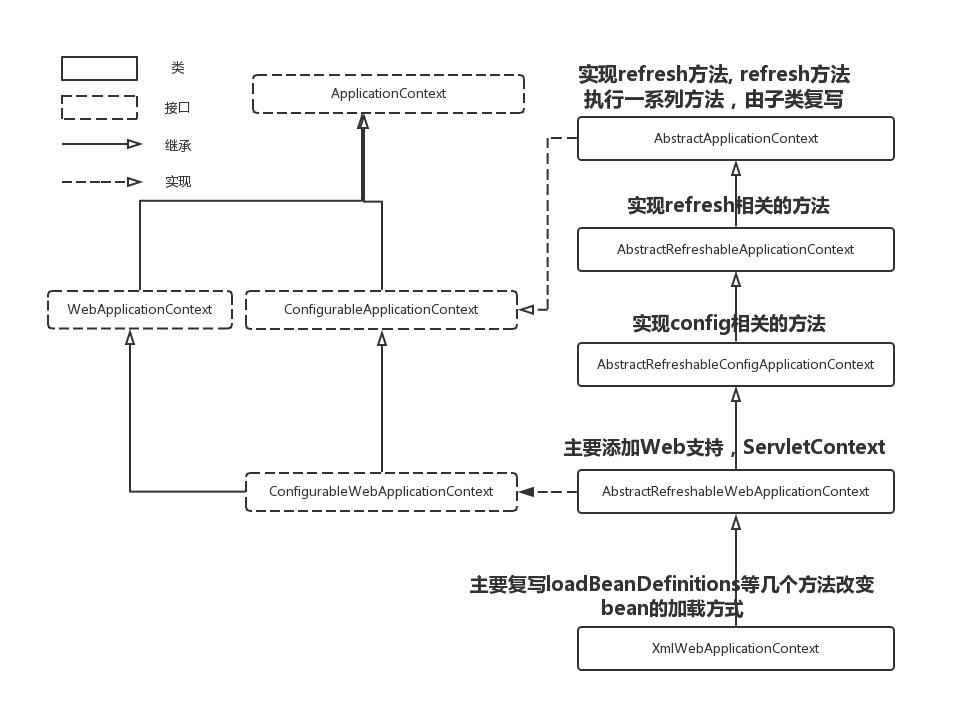 类
接口
继承
实现
ApplicationContext
实现refresh方法, refresh方法
执行一系列方法，由子类复写
AbstractApplicationContext
实现refresh相关的方法
AbstractRefreshableApplicationContext
WebApplicationContext
ConfigurableApplicationContext
实现config相关的方法
AbstractRefreshableConfigApplicationContext
主要添加Web支持，ServletContext
ConfigurableWebApplicationContext
AbstractRefreshableWebApplicationContext
主要复写loadBeanDefinitions等几个方法改变
bean的加载方式
XmlWebApplicationContext